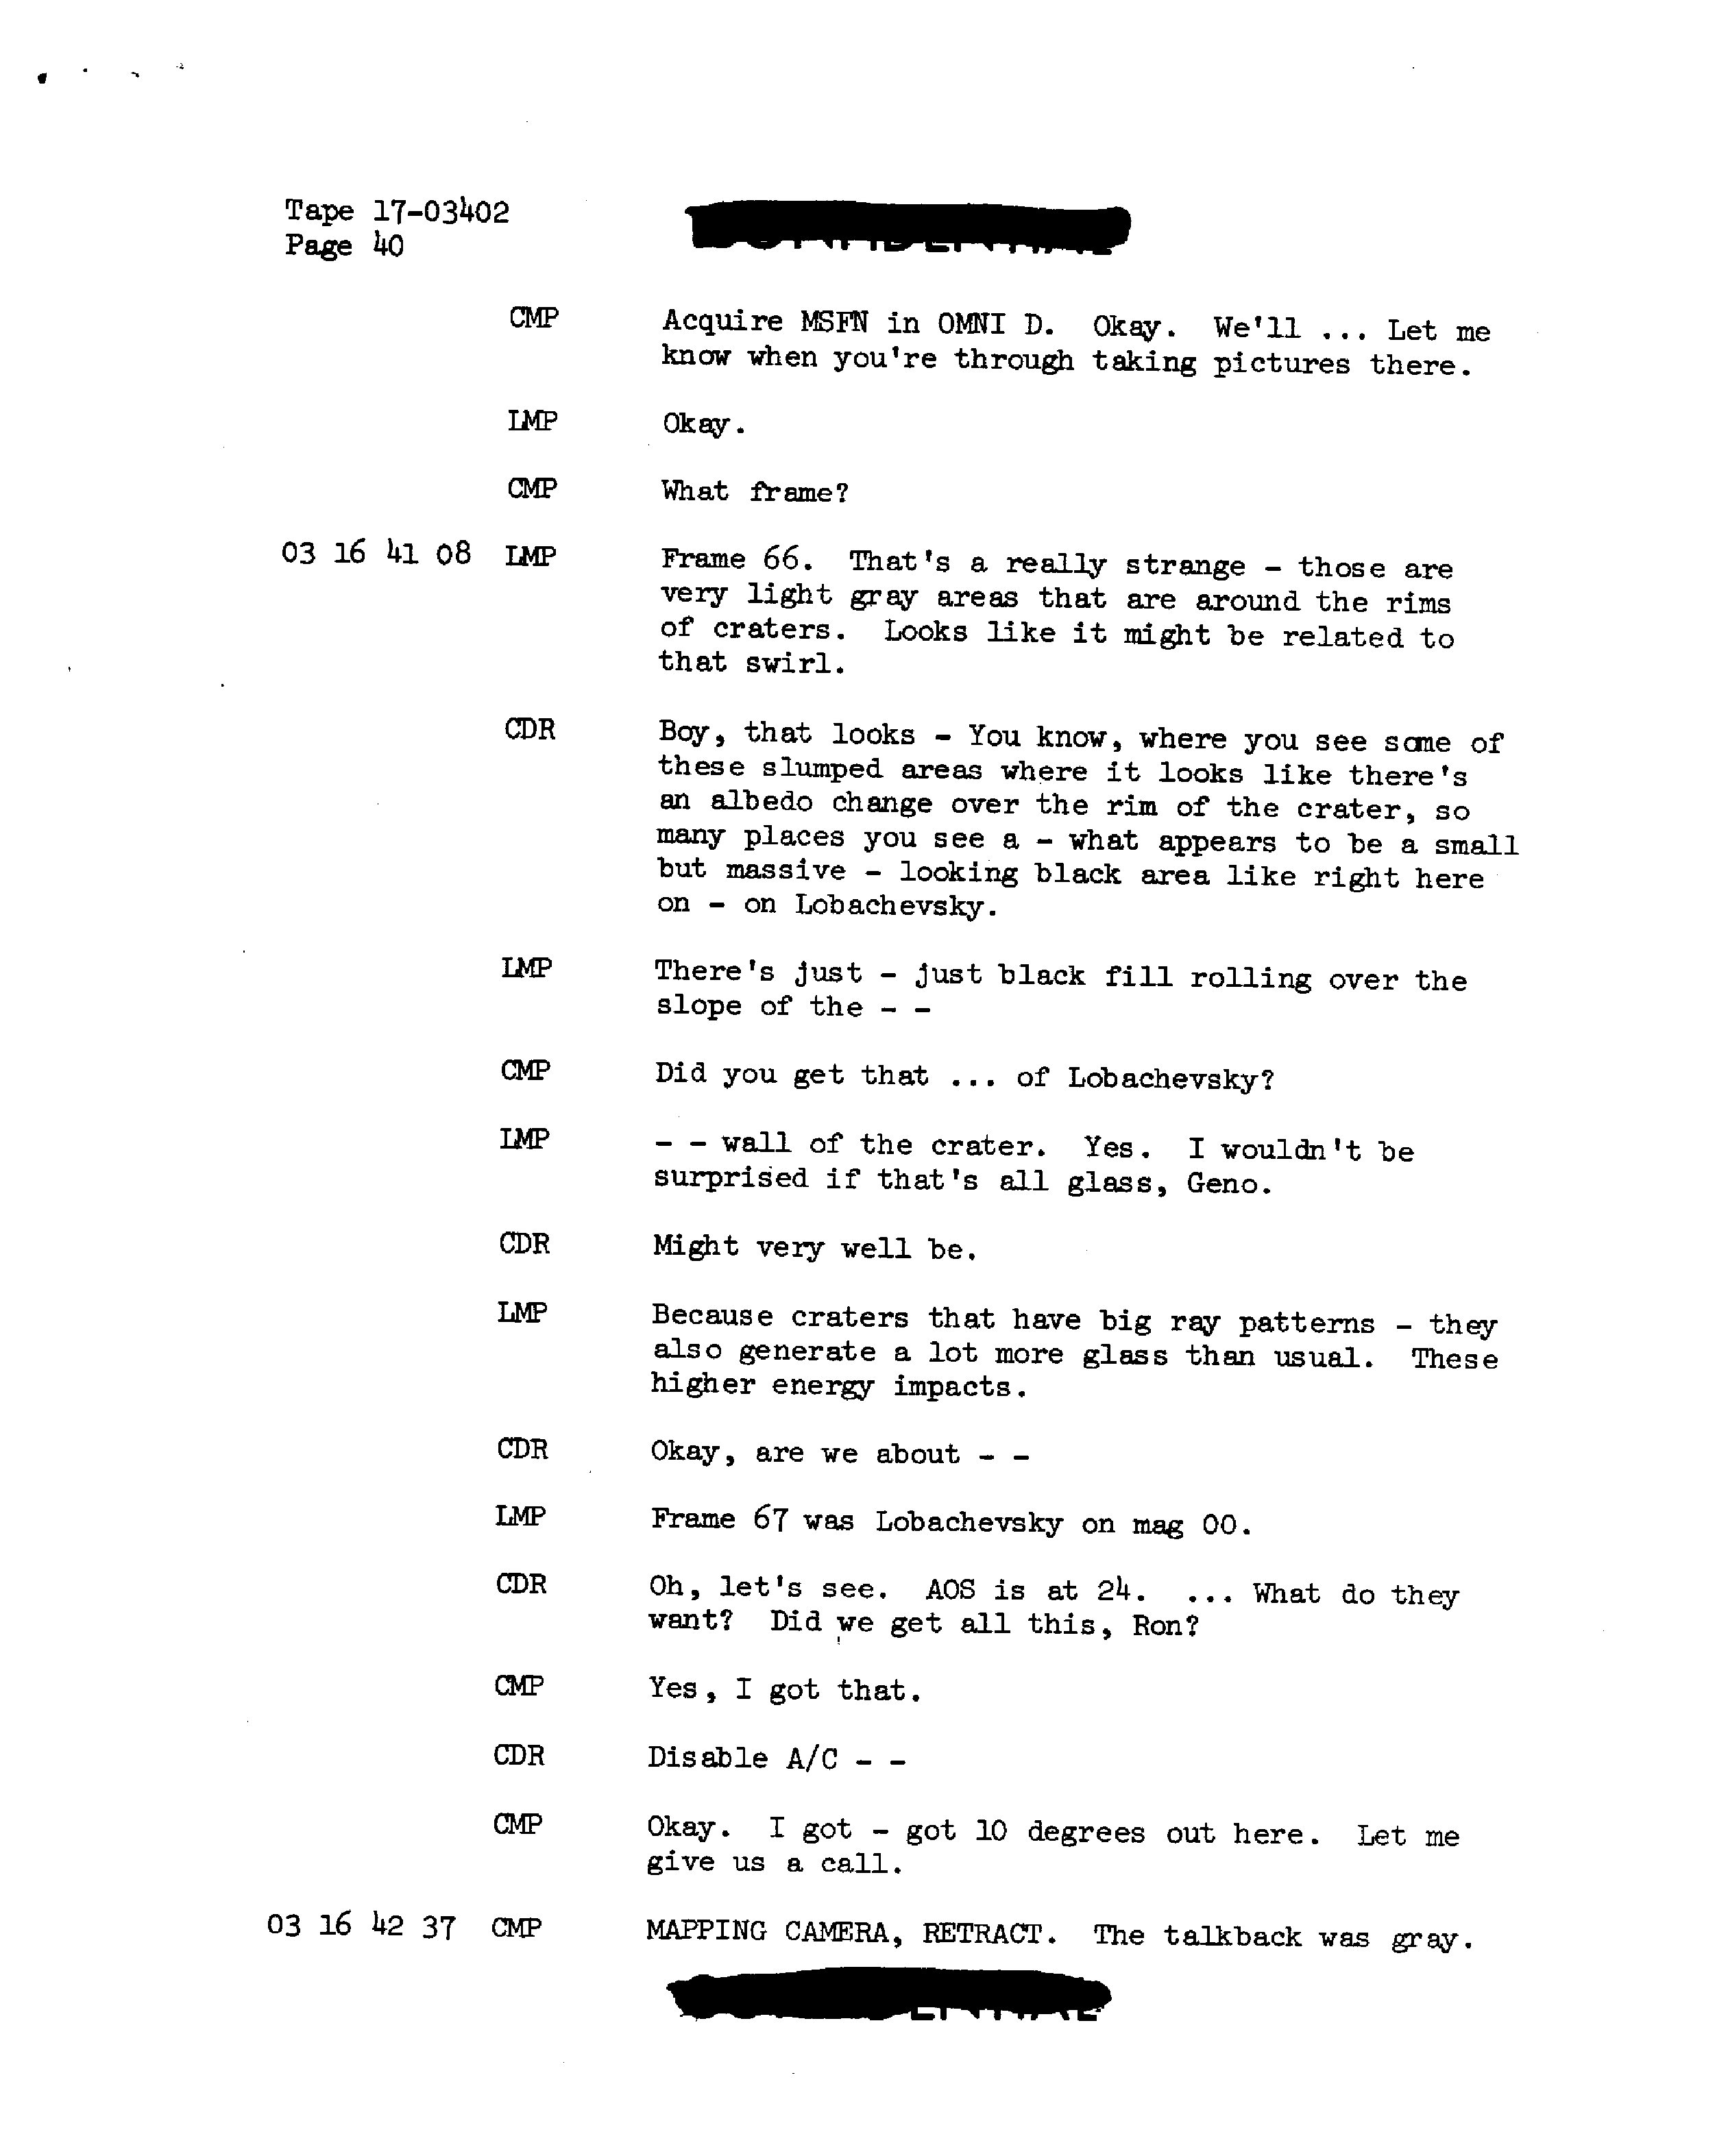 Tape 17-03402
Page 40
CMP Acquire MSFN in OMNI D. Okay. We'll ... Let me
know when you're through taking pictures there.
LMP Okay.
CMP What frame?
03 16 41 08 LMP Frame 66. That's a really strange - those are
very light gray areas that are around the rims
of craters. Looks like it might be related to
that swirl.
CDR Boy, that looks - You know, where you see some of
these slumped areas where it looks like there's
an albedo change over the rim of the crater, so
many places you see a - what appears to be a small
but massive - looking black area like right here
on - on Lobachevsky.
LMP There's just - just black fill rolling over the
slope of the - -
CMP Did you get that ... of Lobachevsky?
LMP - - wall of the crater. Yes. I wouldn't be
surprised if that's all glass, Geno.
CDR Might very well be.
LMP Because craters that have big ray patterns - they
also generate a lot more glass than usual. These
higher energy impacts.
CDR Okay, are we about - -
LMP Frame 67 was Lobachevsky on mag OO.
CDR Oh, let's see. AOS is at 24. ... What do they
want? Did we get all this, Ron?
CMP Yes, I got that.
CDR Disable A/C - -
CMP Okay. I got - got 10 degrees out here. Let me
give us a call.
03 16 42 37 CMP MAPPING CAMERA, RETRACT. The talkback was gray.